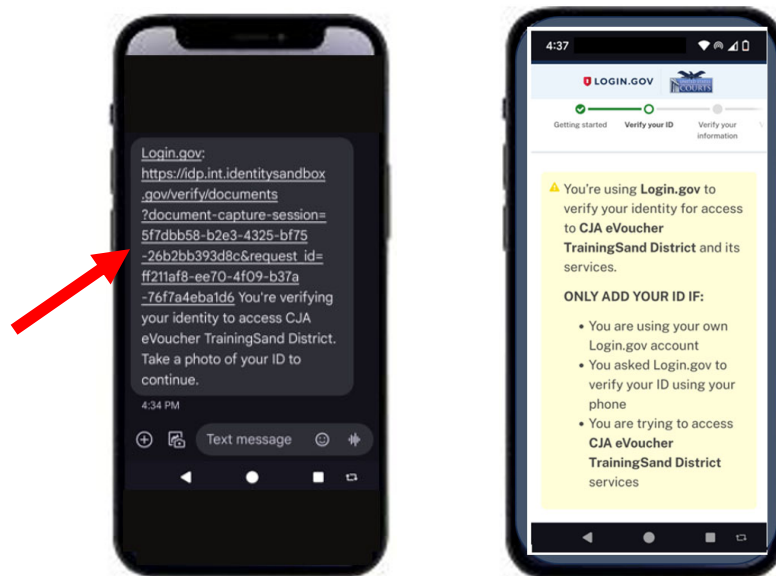 Login.gov:
https://idp.int.identitysandbox
.gov/verify/documents
?document-capture-session=
5f7dbb58-b2e3-4325-bf75
-26b2bb393d8c&request_id=
ff211af8-ee70-4f09-b37a
-76f7a4eba1d6 You're verifying
your identity to access CJA
eVoucher TrainingSand District.
Take a photo of your ID to
continue.
4:34 PM
Text message
4:37
LOGIN.GOV
COURTS
Getting started
Verify your ID
Verify your
information
You're using Login.gov to
verify your identity for access
to CJA eVoucher
TrainingSand District and its
services.
ONLY ADD YOUR ID IF:
• You are using your own
Login.gov account
• You asked Login.gov to
verify your ID using your
phone
• You are trying to access
CJA eVoucher
TrainingSand District
services